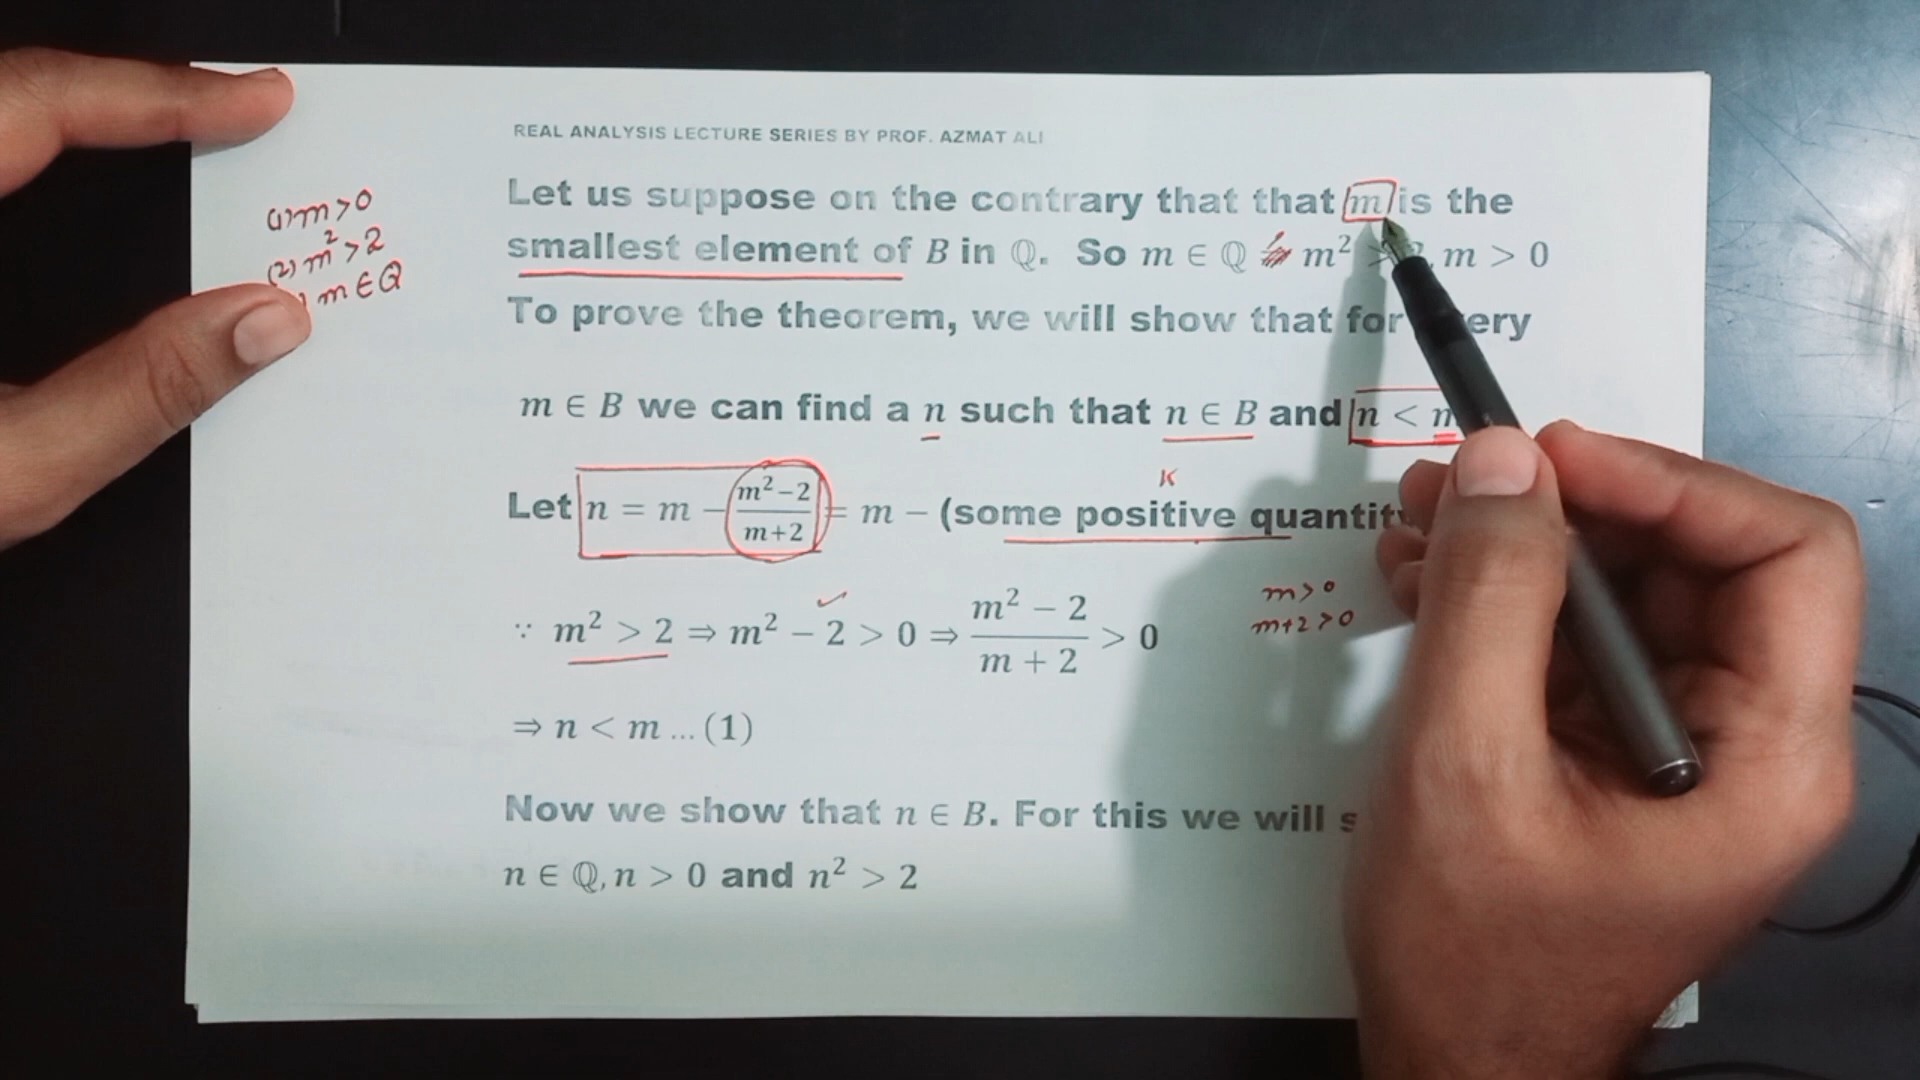 REAL ANALYSIS LECTURE SERIES BY PROF. AZMAT ALI
(1) m > 0
(2) m² > 2
m ∈ Q
Let us suppose on the contrary that that m is the
smallest element of B in ℚ. So m ∈ ℚ m² > , m > 0
To prove the theorem, we will show that for
m ∈ B we can find a n such that n ∈ B and n < m
K
Let n = m − (m²−2)/(m+2) = m − (some positive
∵ m² > 2 ⇒ m² − 2 > 0 ⇒ (m² − 2)/(m + 2) > 0
m > 0
m+2 > 0
⇒ n < m ... (1)
Now we show that n ∈ B. For this we will
n ∈ ℚ, n > 0 and n² > 2